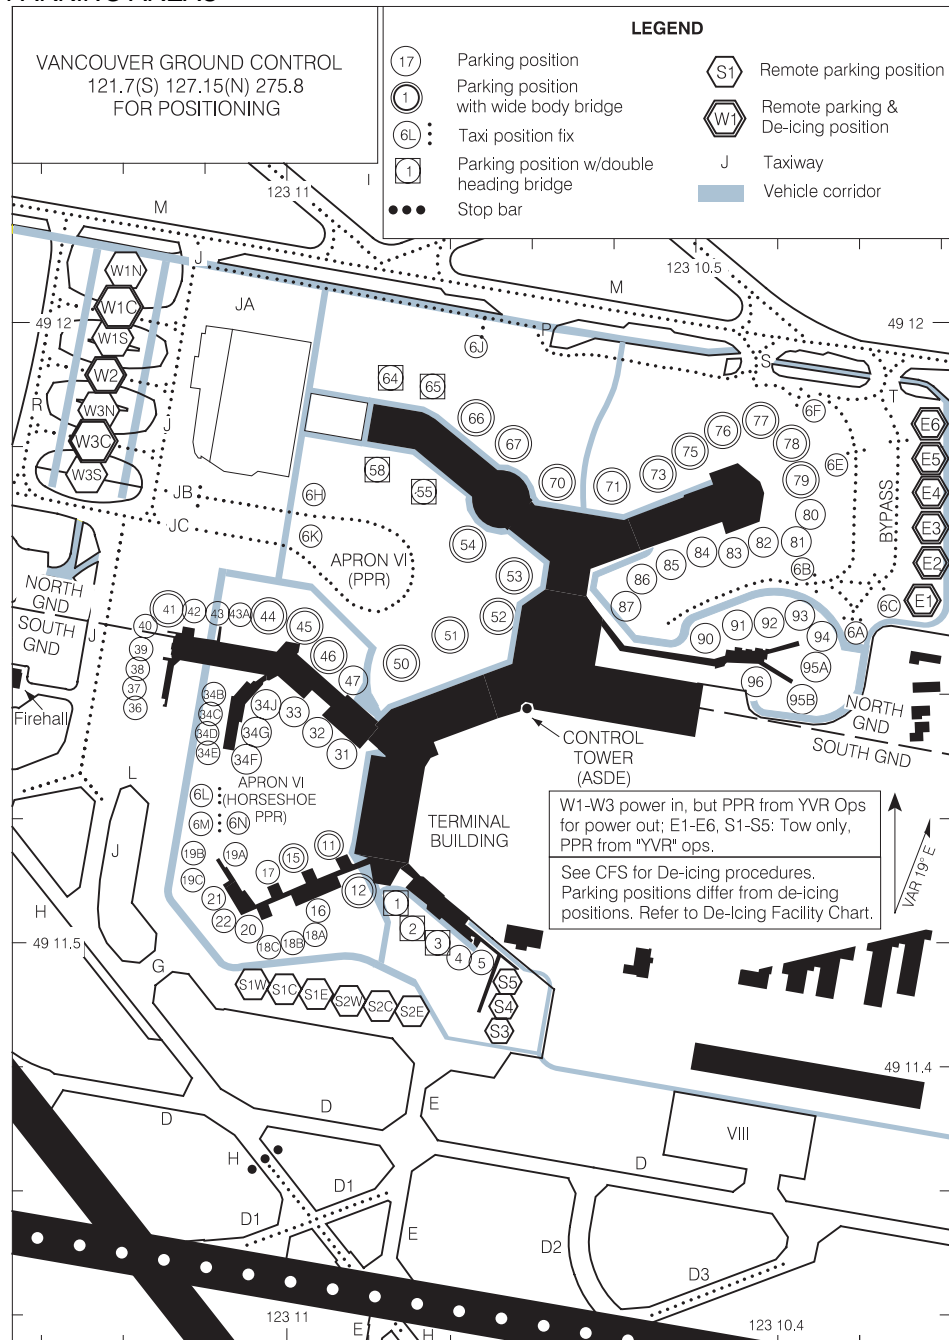 VANCOUVER GROUND CONTROL
121.7(S) 127.15(N) 275.8
FOR POSITIONING
LEGEND
17 Parking position
1 Parking position
with wide body bridge
6L Taxi position fix
1 Parking position w/double
heading bridge
Stop bar
S1 Remote parking position
W1 Remote parking &
De-icing position
J Taxiway
Vehicle corridor
123 11
I
M
123 10.5
M
J
W1N
W1C
W1S
W2
W3N
W3C
W3S
R
J
JA
49 12
49 12
6J
P
S
T
64
65
66
67
70
71
73
75
76
77
78
79
80
81
82
83
84
85
86
87
6F
6E
6B
BYPASS
E6
E5
E4
E3
E2
E1
6C
6A
58
55
54
53
52
51
50
JB
JC
6H
6K
APRON VI
(PPR)
NORTH
GND
SOUTH
GND
J
Firehall
41
42
43
43A
44
45
46
47
40
39
38
37
36
34B
34C
34D
34E
34J
34G
34F
33
32
31
90
91
92
93
94
95A
95B
96
NORTH
GND
SOUTH GND
CONTROL
TOWER
(ASDE)
L
APRON VI
(HORSESHOE
PPR)
6L
6M
6N
19B
19A
19C
21
22
20
17
15
11
12
16
18A
18B
18C
TERMINAL
BUILDING
W1-W3 power in, but PPR from YVR Ops
for power out; E1-E6, S1-S5: Tow only,
PPR from "YVR" ops.
See CFS for De-icing procedures.
Parking positions differ from de-icing
positions. Refer to De-Icing Facility Chart.
VAR 19° E
J
H
49 11.5
G
1
2
3
4
5
S5
S4
S3
S1W
S1C
S1E
S2W
S2C
S2E
49 11.4
D
D
E
H
D1
D1
E
VIII
D
D2
D3
123 11
E
H
123 10.4